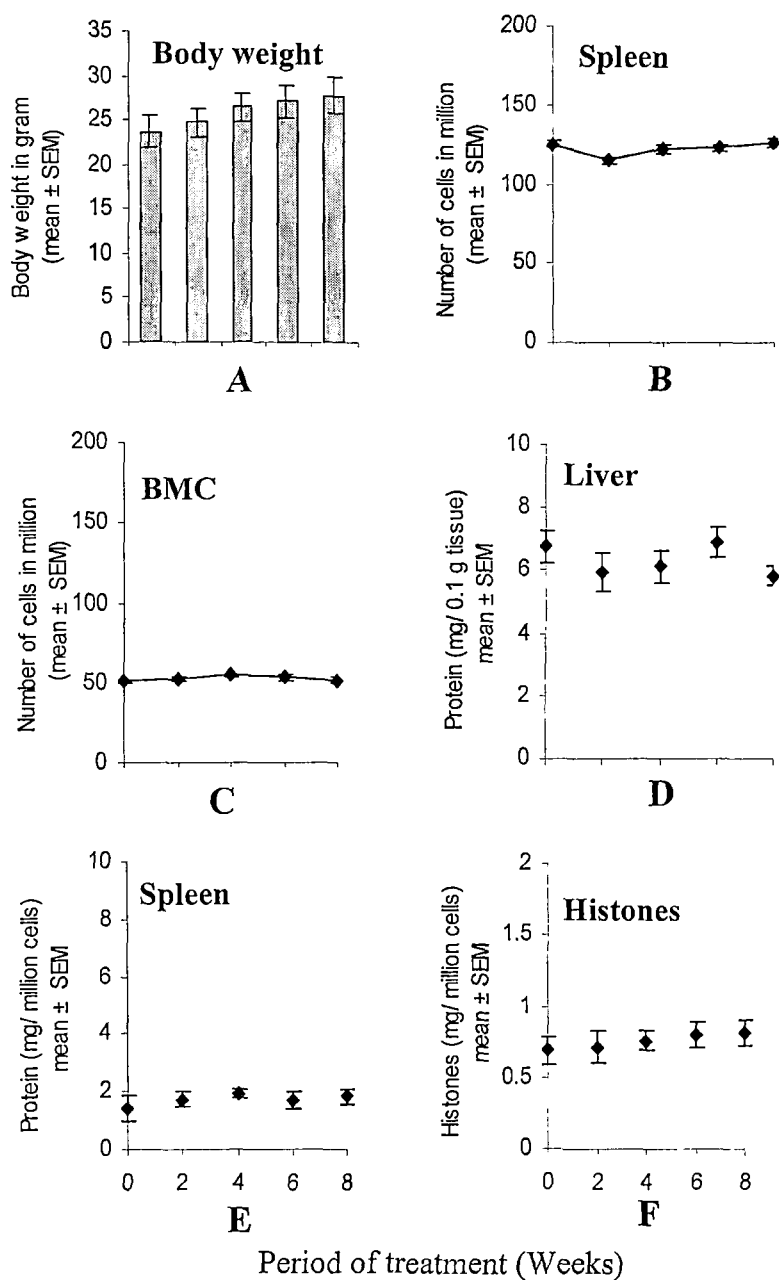 Body weight
Body weight in gram
(mean ± SEM)
35
30
25
20
15
10
5
0
A
Spleen
Number of cells in million
(mean ± SEM)
200
150
100
50
0
B
BMC
Number of cells in million
(mean ± SEM)
200
150
100
50
0
C
Liver
Protein (mg/ 0.1 g tissue)
mean ± SEM
10
8
6
4
2
0
D
Spleen
Protein (mg/ million cells)
mean ± SEM
10
8
6
4
2
0
0 2 4 6 8
E
Histones
Histones (mg/ million cells)
mean ± SEM
2
1.5
1
0.5
0
0 2 4 6 8
F
Period of treatment (Weeks)